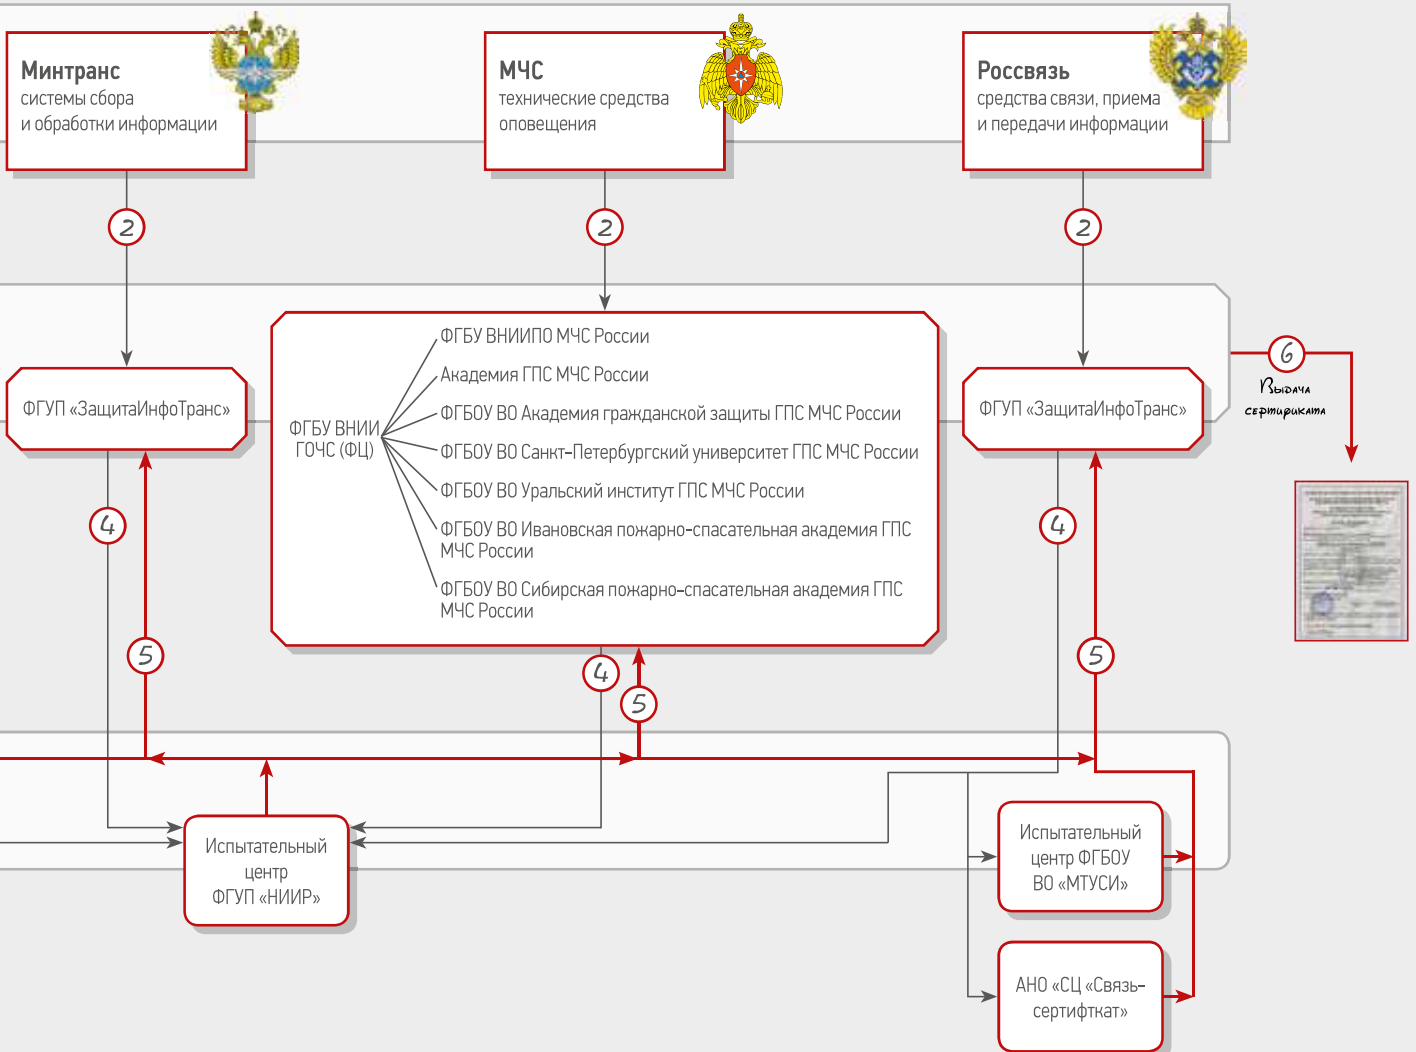 Минтранс
системы сбора
и обработки информации
МЧС
технические средства
оповещения
Россвязь
средства связи, приема
и передачи информации
2
2
2
ФГУП «ЗащитаИнфоТранс»
ФГБУ ВНИИ
ГОЧС (ФЦ)
ФГБУ ВНИИПО МЧС России
Академия ГПС МЧС России
ФГБОУ ВО Академия гражданской защиты ГПС МЧС России
ФГБОУ ВО Санкт-Петербургский университет ГПС МЧС России
ФГБОУ ВО Уральский институт ГПС МЧС России
ФГБОУ ВО Ивановская пожарно-спасательная академия ГПС
МЧС России
ФГБОУ ВО Сибирская пожарно-спасательная академия ГПС
МЧС России
ФГУП «ЗащитаИнфоТранс»
6
Выдача
сертификата
4
5
4
5
4
5
Испытательный
центр
ФГУП «НИИР»
Испытательный
центр ФГБОУ
ВО «МТУСИ»
АНО «СЦ «Связь-
сертифткат»